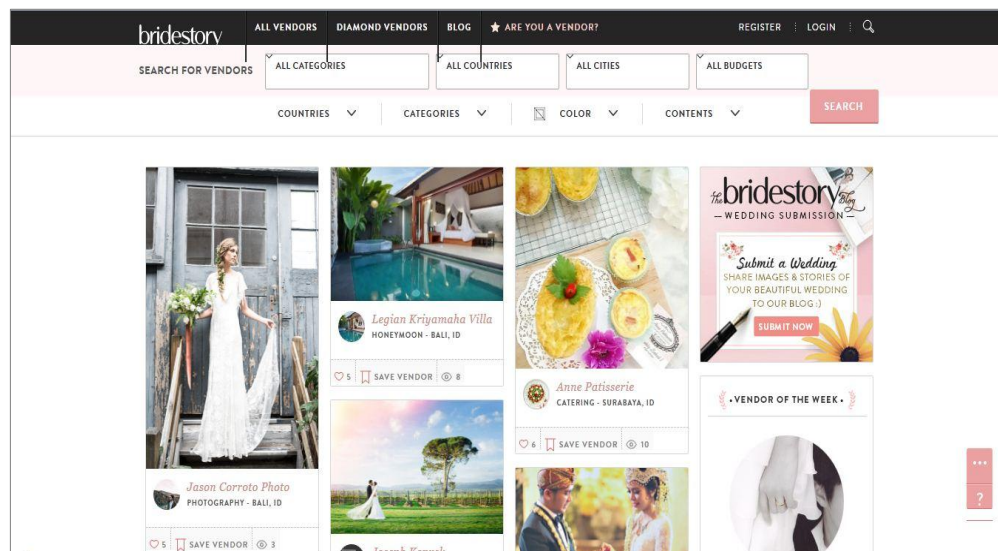 bridestory
ALL VENDORS
DIAMOND VENDORS
BLOG
ARE YOU A VENDOR?
REGISTER
LOGIN
SEARCH FOR VENDORS
ALL CATEGORIES
ALL COUNTRIES
ALL CITIES
ALL BUDGETS
SEARCH
COUNTRIES
CATEGORIES
COLOR
CONTENTS
Jason Corroto Photo
PHOTOGRAPHY - BALI, ID
5
SAVE VENDOR
3
Legian Kriyamaha Villa
HONEYMOON - BALI, ID
5
SAVE VENDOR
8
Anne Patisserie
CATERING - SURABAYA, ID
6
SAVE VENDOR
10
the bridestory Blog
— WEDDING SUBMISSION —
Submit a Wedding
SHARE IMAGES & STORIES OF
YOUR BEAUTIFUL WEDDING
TO OUR BLOG :)
SUBMIT NOW
• VENDOR OF THE WEEK •
...
?